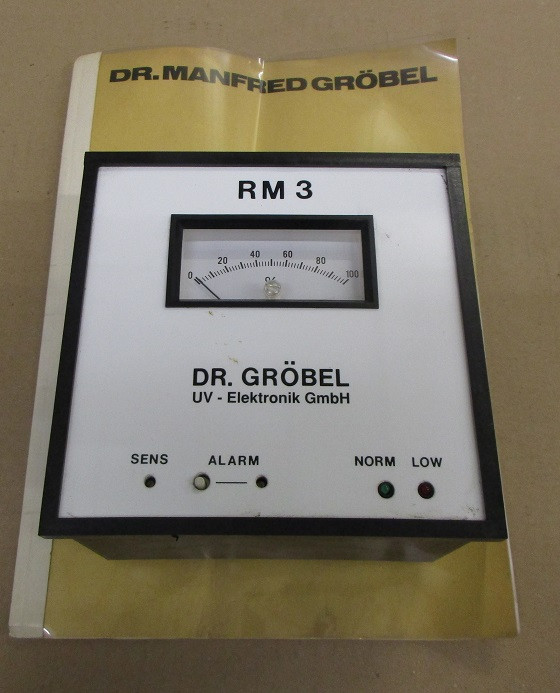 DR. MANFRED GRÖBEL
RM 3
0 20 40 60 80 100
%
DR. GRÖBEL
UV - Elektronik GmbH
SENS ALARM NORM LOW